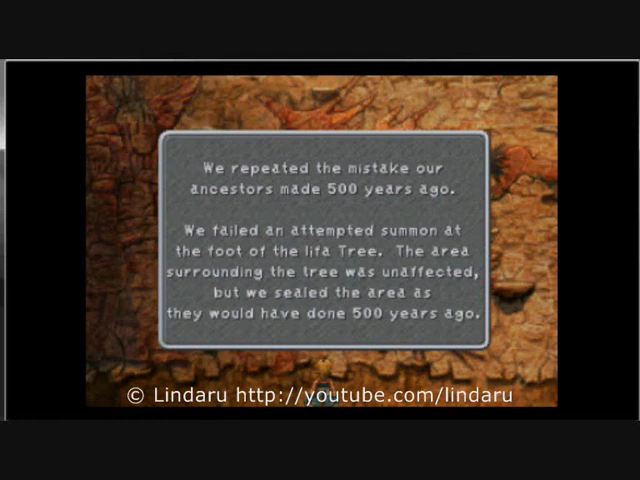 We repeated the mistake our
ancestors made 500 years ago.
We failed an attempted summon at
the foot of the Iifa Tree. The area
surrounding the tree was unaffected,
but we sealed the area as
they would have done 500 years ago.
© Lindaru http://youtube.com/lindaru